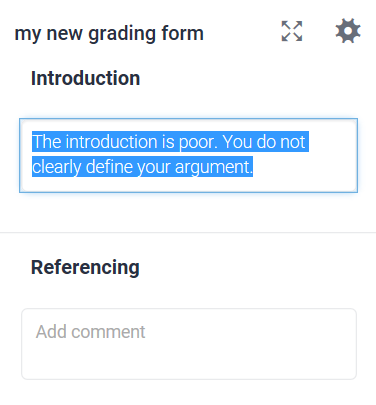 my new grading form
Introduction
The introduction is poor. You do not
clearly define your argument.
Referencing
Add comment